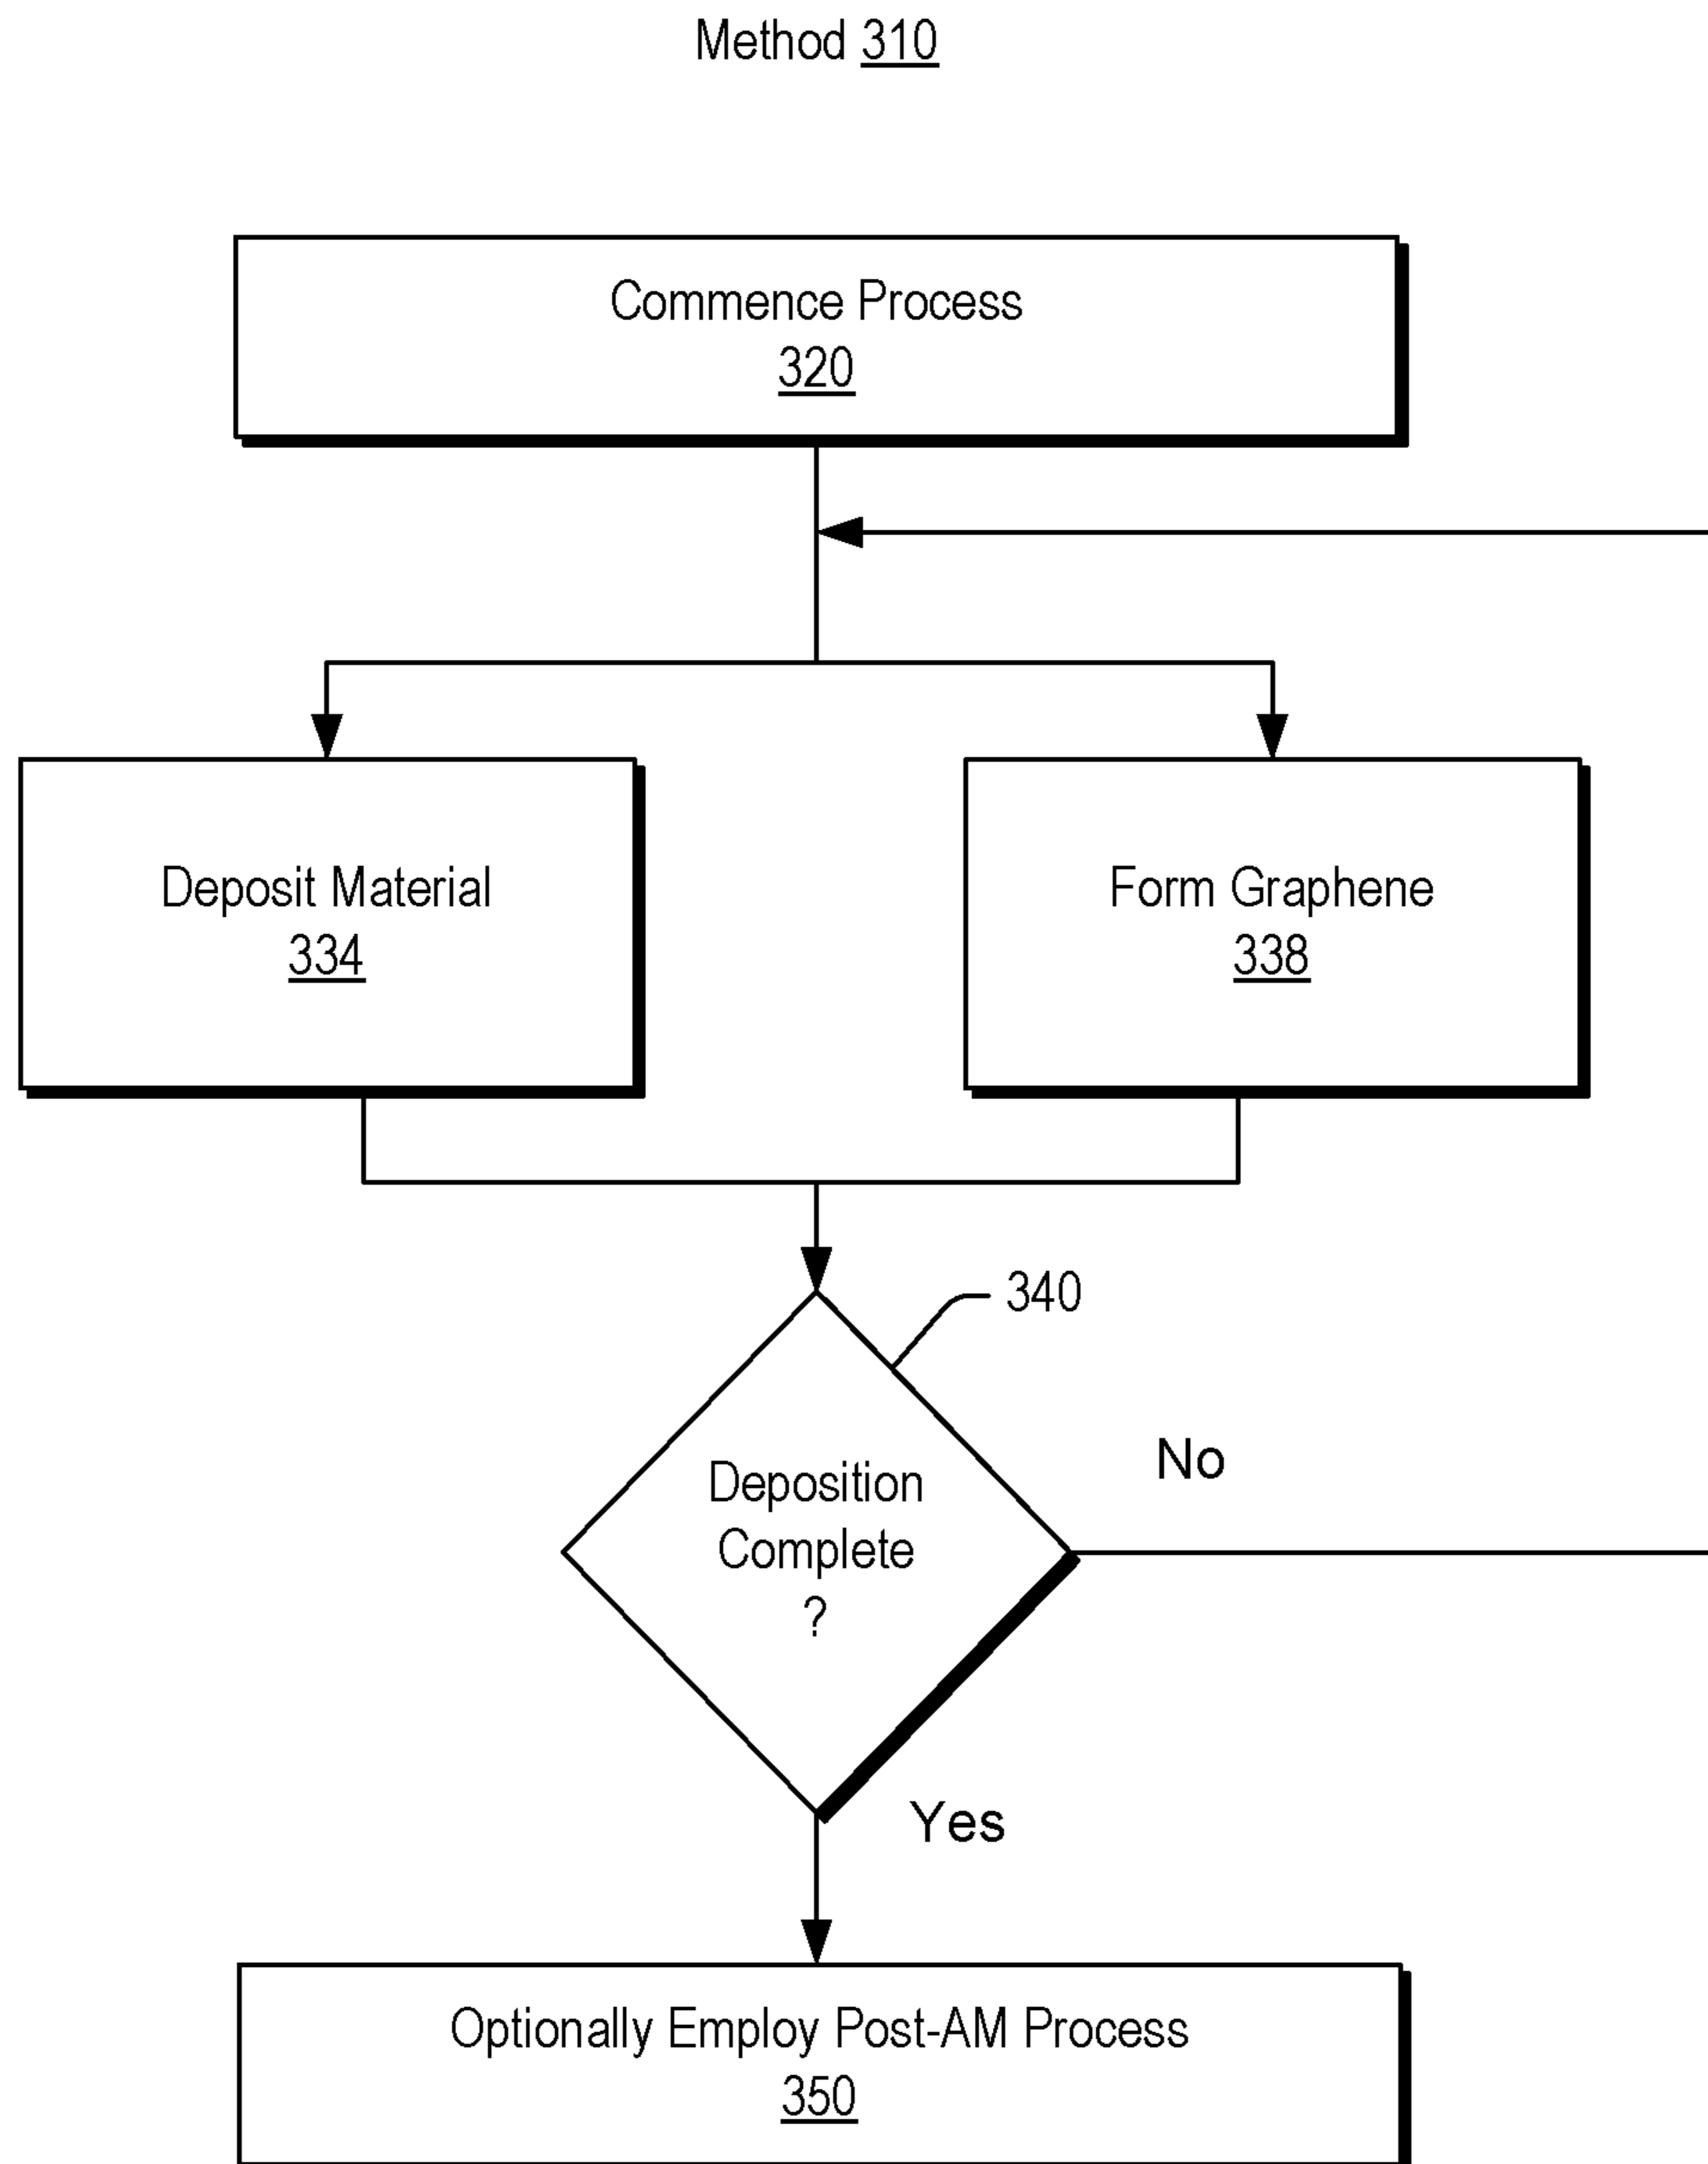 Method 310
Commence Process
320
Deposit Material
334
Form Graphene
338
340
Deposition
Complete
?
No
Yes
Optionally Employ Post-AM Process
350